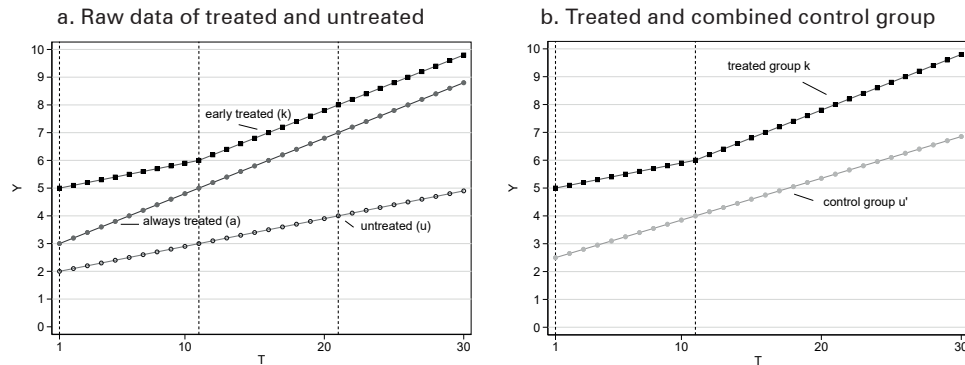 a. Raw data of treated and untreated
10
9
8
7
6
5
4
3
2
1
0
Y
early treated (k)
always treated (a)
untreated (u)
1
10
20
30
T
b. Treated and combined control group
10
9
8
7
6
5
4
3
2
1
0
Y
treated group k
control group u'
1
10
20
30
T